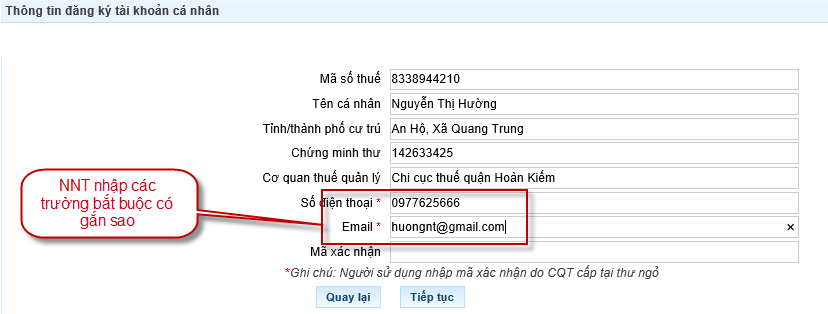 Thông tin đăng ký tài khoản cá nhân
Mã số thuế 8338944210
Tên cá nhân Nguyễn Thị Hường
Tỉnh/thành phố cư trú An Hộ, Xã Quang Trung
Chứng minh thư 142633425
Cơ quan thuế quản lý Chi cục thuế quận Hoàn Kiếm
Số điện thoại * 0977625666
Email * huongnt@gmail.com ×
Mã xác nhận
*Ghi chú: Người sử dụng nhập mã xác nhận do CQT cấp tại thư ngỏ
Quay lại Tiếp tục
NNT nhập các
trường bắt buộc có
gắn sao